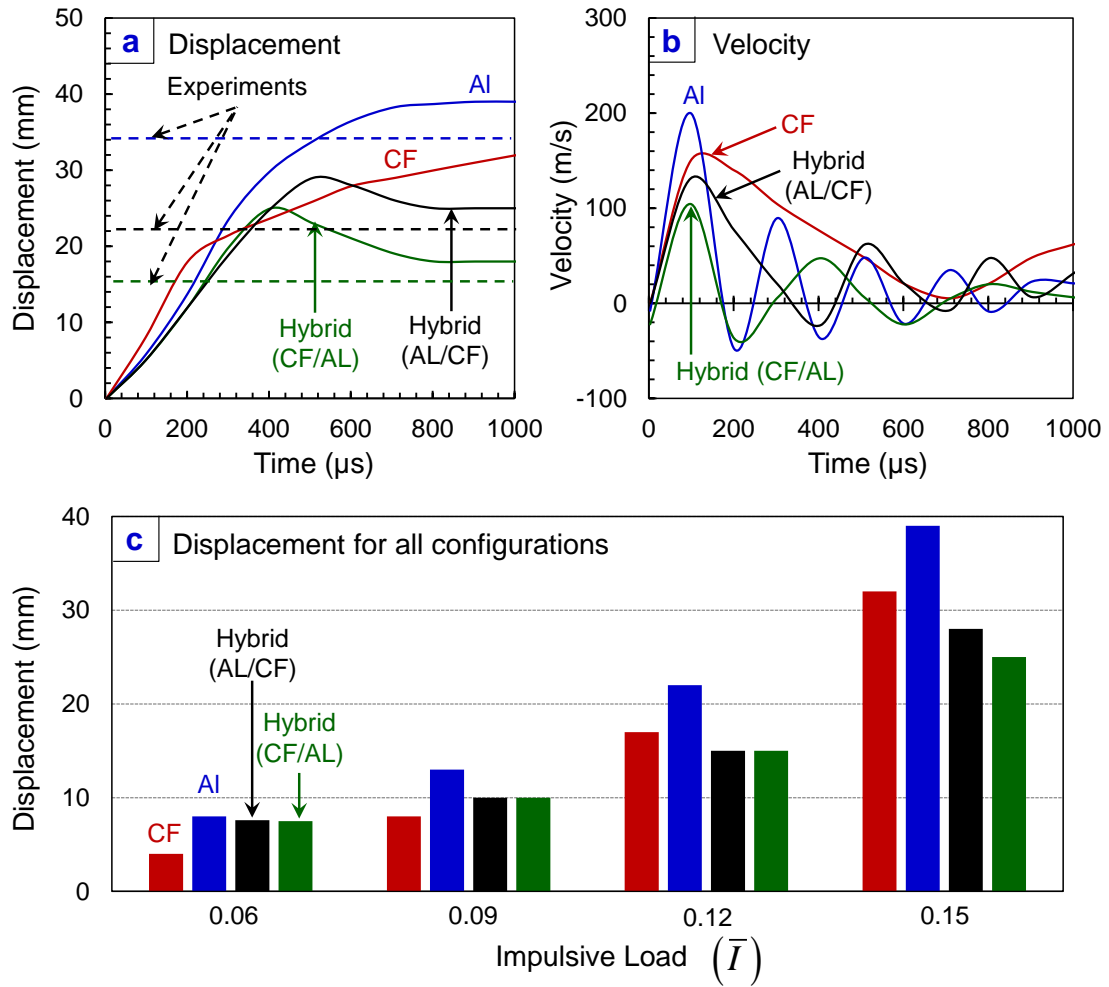 a Displacement
Experiments
Al
CF
Hybrid
(CF/AL)
Hybrid
(AL/CF)
Displacement (mm)
50
40
30
20
10
0
0 200 400 600 800 1000
Time (µs)
b Velocity
Al
CF
Hybrid
(AL/CF)
Hybrid (CF/AL)
Velocity (m/s)
300
200
100
0
-100
0 200 400 600 800 1000
Time (µs)
c Displacement for all configurations
Hybrid
(AL/CF)
Hybrid
(CF/AL)
Al
CF
Displacement (mm)
40
30
20
10
0
0.06 0.09 0.12 0.15
Impulsive Load (Ī)